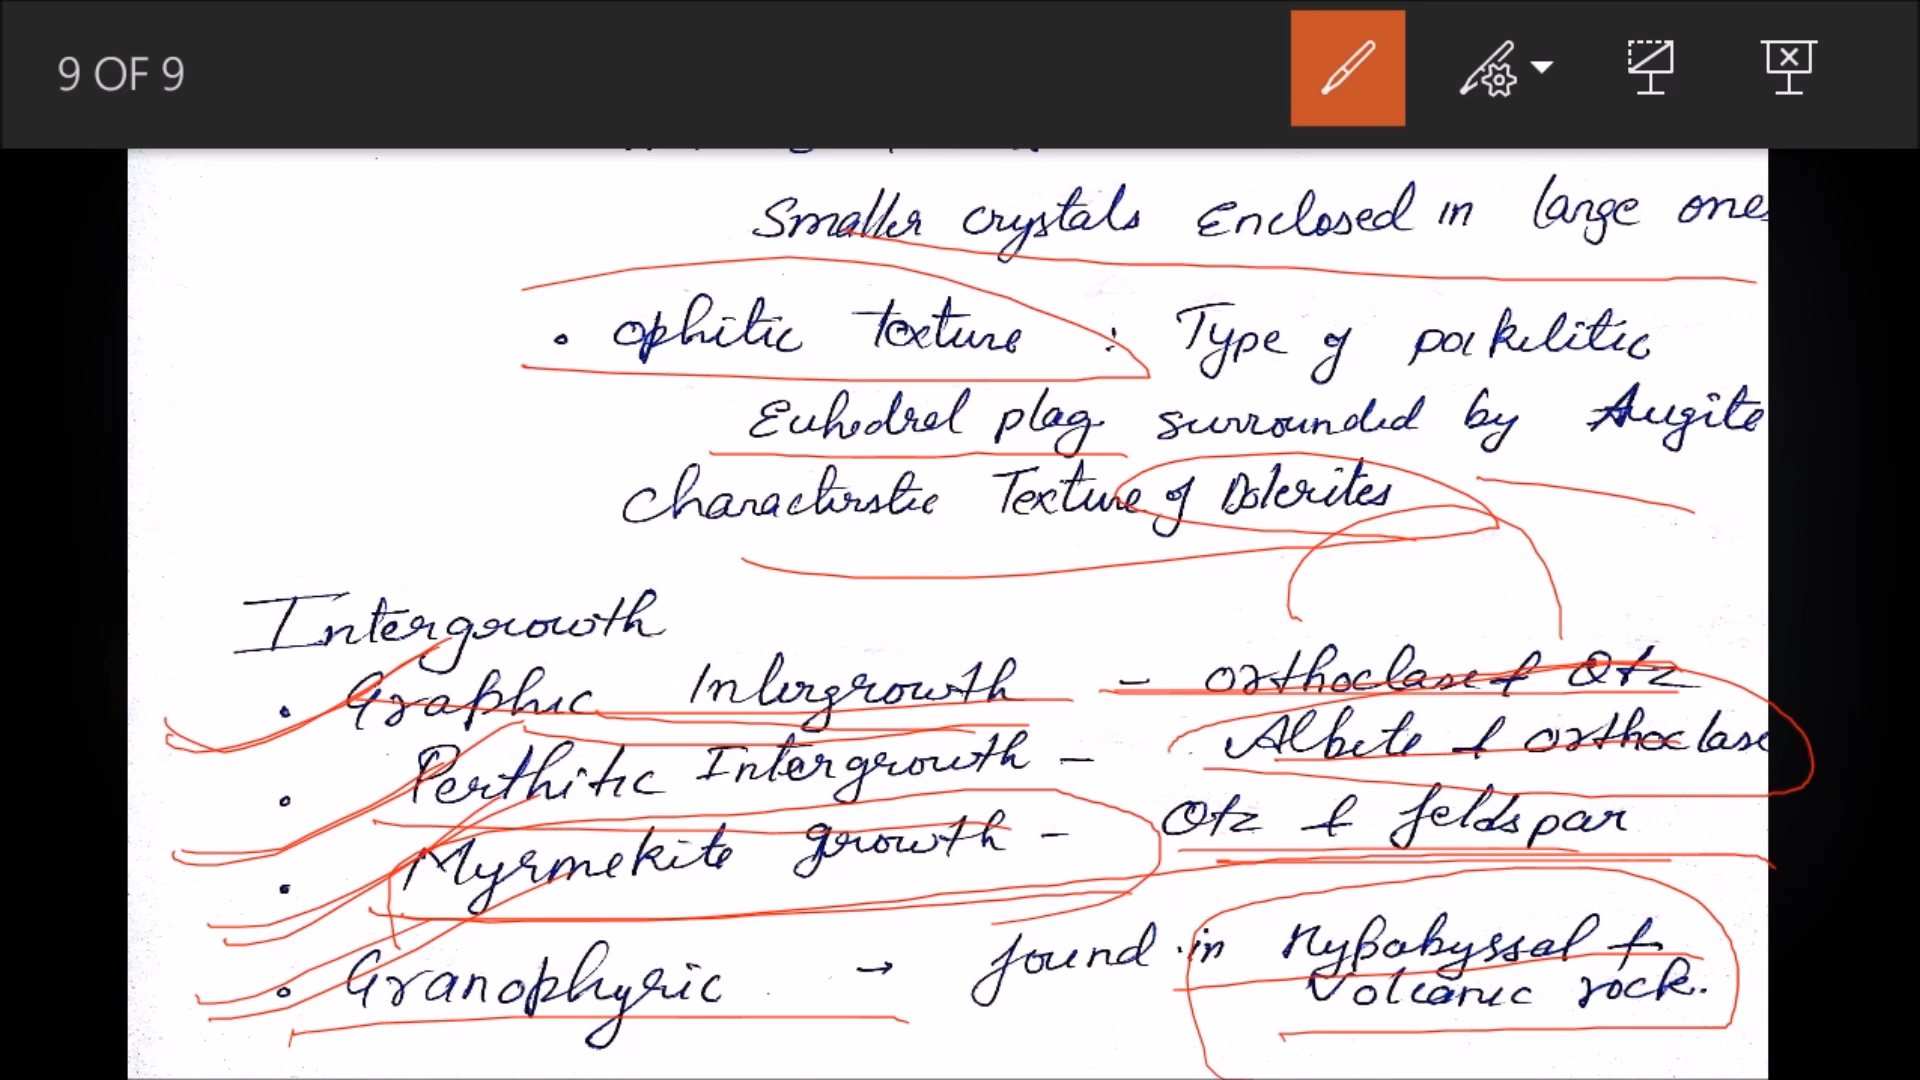 9 OF 9
Smaller crystals Enclosed in large ones
. ophitic Texture : Type of poikilitic
Euhedral plag. surrounded by Augite
Characterstic Texture of Dolerites
Intergrowth
. Graphic Intergrowth - orthoclase & Qtz
. Perthitic Intergrowth - Albite & orthoclase
. Myrmekite growth - Qtz & feldspar
. Granophyric → found in Hypabyssal &
Volcanic rock.